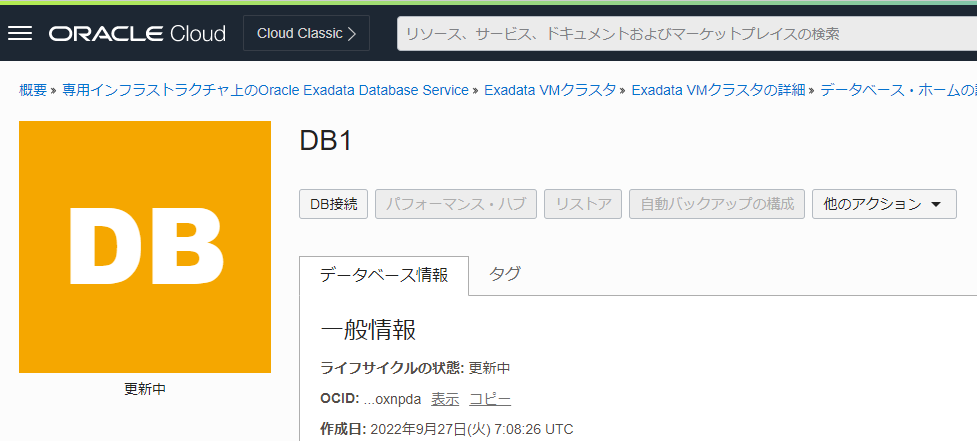 ORACLE Cloud Cloud Classic リソース、サービス、ドキュメントおよびマーケットプレイスの検索
概要 » 専用インフラストラクチャ上のOracle Exadata Database Service » Exadata VMクラスタ » Exadata VMクラスタの詳細 » データベース・ホームの
DB1
DB接続 パフォーマンス・ハブ リストア 自動バックアップの構成 他のアクション
DB
更新中
データベース情報 タグ
一般情報
ライフサイクルの状態: 更新中
OCID: ...oxnpda 表示 コピー
作成日: 2022年9月27日(火) 7:08:26 UTC